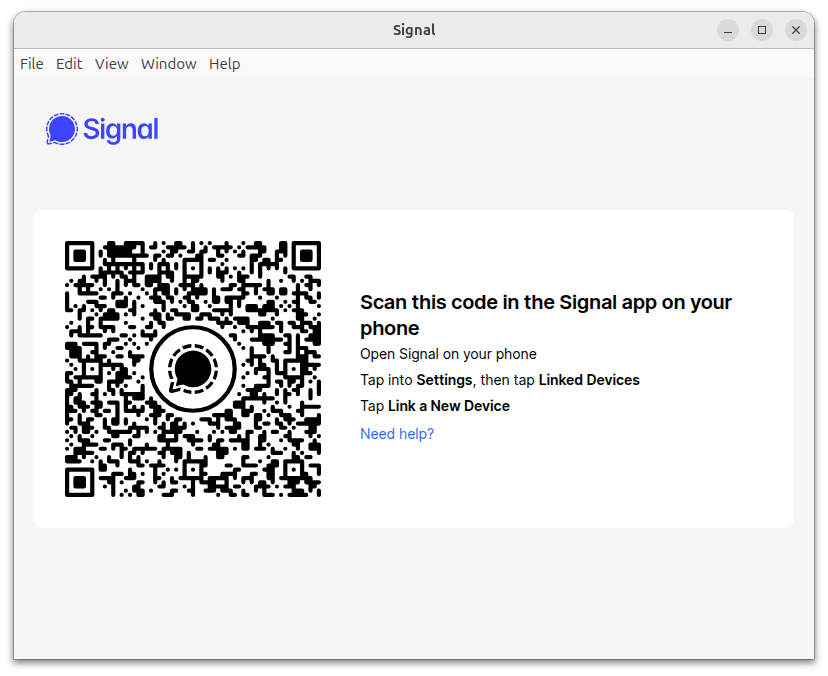 Signal
File Edit View Window Help
Signal
Scan this code in the Signal app on your
phone
Open Signal on your phone
Tap into Settings, then tap Linked Devices
Tap Link a New Device
Need help?